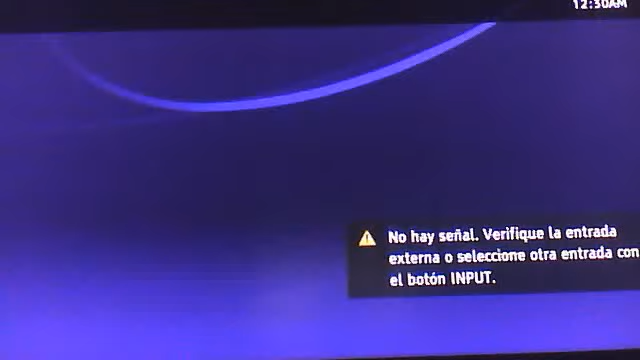 12:30AM
No hay señal. Verifique la entrada
externa o seleccione otra entrada con
el botón INPUT.